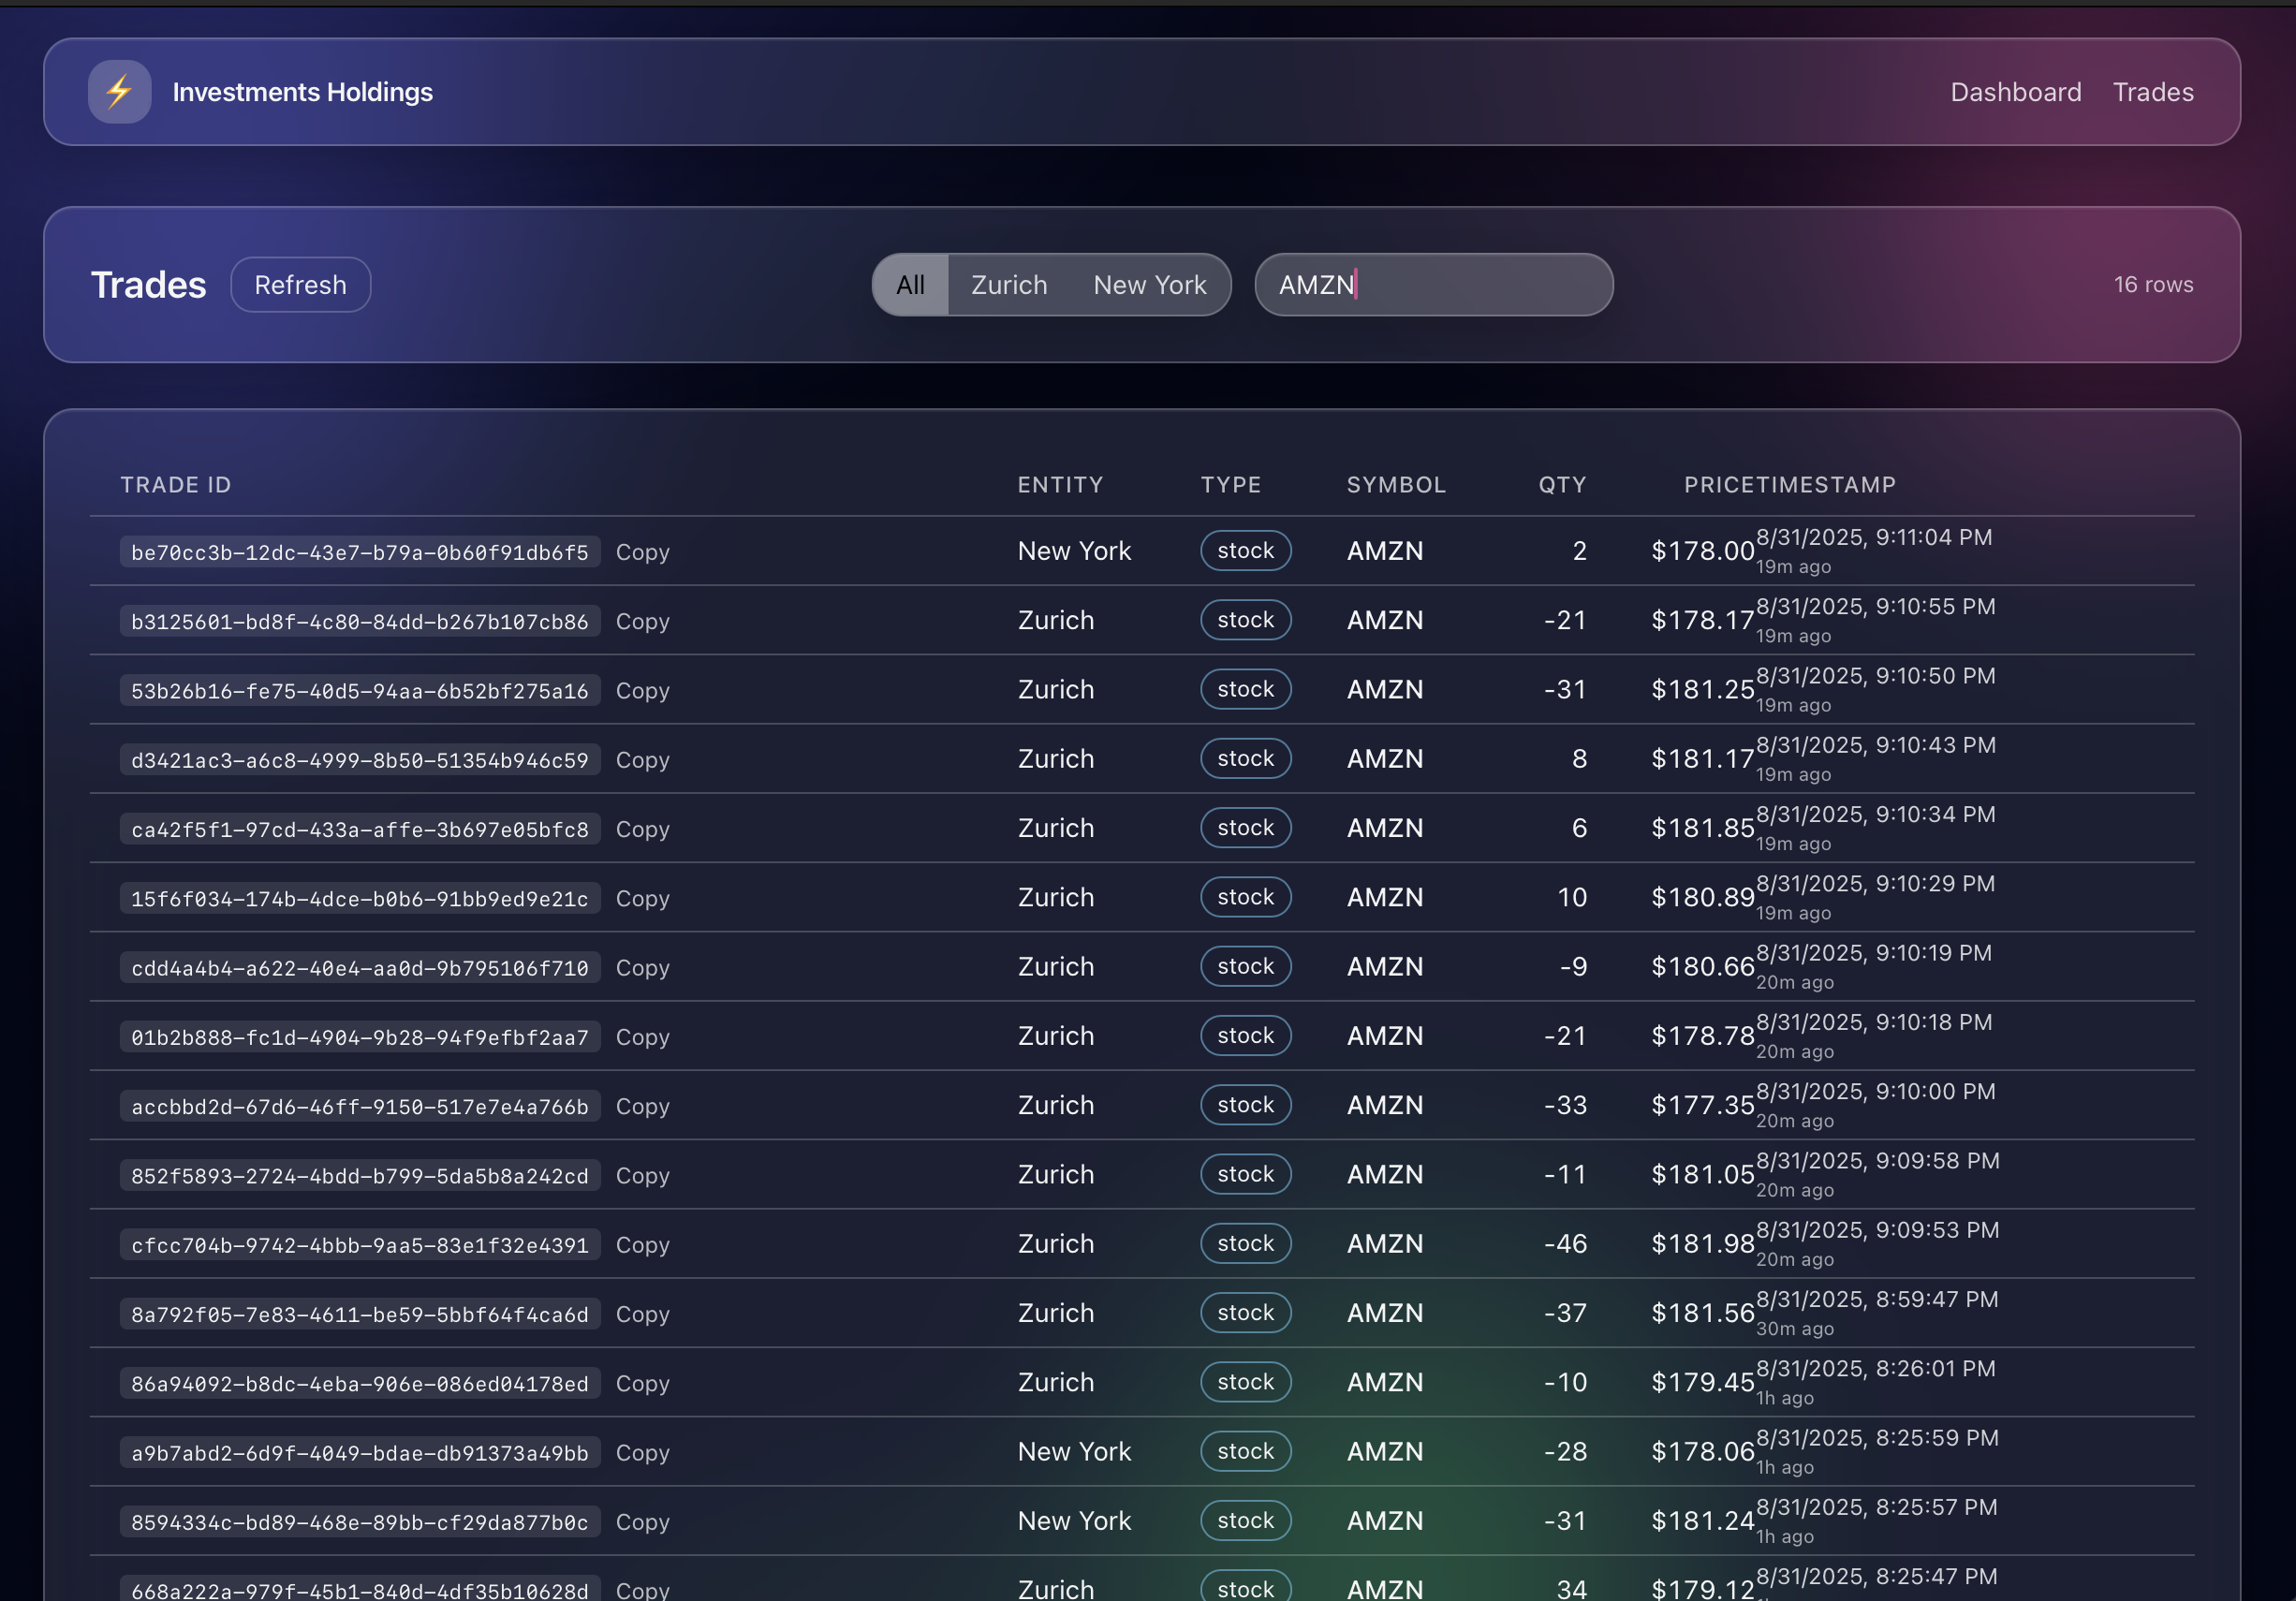 ⚡ Investments Holdings Dashboard Trades
Trades Refresh All Zurich New York AMZN 16 rows
TRADE ID ENTITY TYPE SYMBOL QTY PRICE TIMESTAMP
be70cc3b-12dc-43e7-b79a-0b60f91db6f5 Copy New York stock AMZN 2 $178.00 8/31/2025, 9:11:04 PM
19m ago
b3125601-bd8f-4c80-84dd-b267b107cb86 Copy Zurich stock AMZN -21 $178.17 8/31/2025, 9:10:55 PM
19m ago
53b26b16-fe75-40d5-94aa-6b52bf275a16 Copy Zurich stock AMZN -31 $181.25 8/31/2025, 9:10:50 PM
19m ago
d3421ac3-a6c8-4999-8b50-51354b946c59 Copy Zurich stock AMZN 8 $181.17 8/31/2025, 9:10:43 PM
19m ago
ca42f5f1-97cd-433a-affe-3b697e05bfc8 Copy Zurich stock AMZN 6 $181.85 8/31/2025, 9:10:34 PM
19m ago
15f6f034-174b-4dce-b0b6-91bb9ed9e21c Copy Zurich stock AMZN 10 $180.89 8/31/2025, 9:10:29 PM
19m ago
cdd4a4b4-a622-40e4-aa0d-9b795106f710 Copy Zurich stock AMZN -9 $180.66 8/31/2025, 9:10:19 PM
20m ago
01b2b888-fc1d-4904-9b28-94f9efbf2aa7 Copy Zurich stock AMZN -21 $178.78 8/31/2025, 9:10:18 PM
20m ago
accbbd2d-67d6-46ff-9150-517e7e4a766b Copy Zurich stock AMZN -33 $177.35 8/31/2025, 9:10:00 PM
20m ago
852f5893-2724-4bdd-b799-5da5b8a242cd Copy Zurich stock AMZN -11 $181.05 8/31/2025, 9:09:58 PM
20m ago
cfcc704b-9742-4bbb-9aa5-83e1f32e4391 Copy Zurich stock AMZN -46 $181.98 8/31/2025, 9:09:53 PM
20m ago
8a792f05-7e83-4611-be59-5bbf64f4ca6d Copy Zurich stock AMZN -37 $181.56 8/31/2025, 8:59:47 PM
30m ago
86a94092-b8dc-4eba-906e-086ed04178ed Copy Zurich stock AMZN -10 $179.45 8/31/2025, 8:26:01 PM
1h ago
a9b7abd2-6d9f-4049-bdae-db91373a49bb Copy New York stock AMZN -28 $178.06 8/31/2025, 8:25:59 PM
1h ago
8594334c-bd89-468e-89bb-cf29da877b0c Copy New York stock AMZN -31 $181.24 8/31/2025, 8:25:57 PM
1h ago
668a222a-979f-45b1-840d-4df35b10628d Copy Zurich stock AMZN 34 $179.12 8/31/2025, 8:25:47 PM